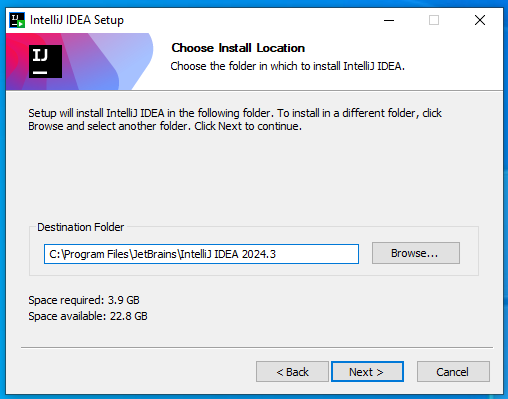 IntelliJ IDEA Setup
IJ
Choose Install Location
Choose the folder in which to install IntelliJ IDEA.
Setup will install IntelliJ IDEA in the following folder. To install in a different folder, click
Browse and select another folder. Click Next to continue.
Destination Folder
C:\Program Files\JetBrains\IntelliJ IDEA 2024.3
Browse...
Space required: 3.9 GB
Space available: 22.8 GB
< Back
Next >
Cancel